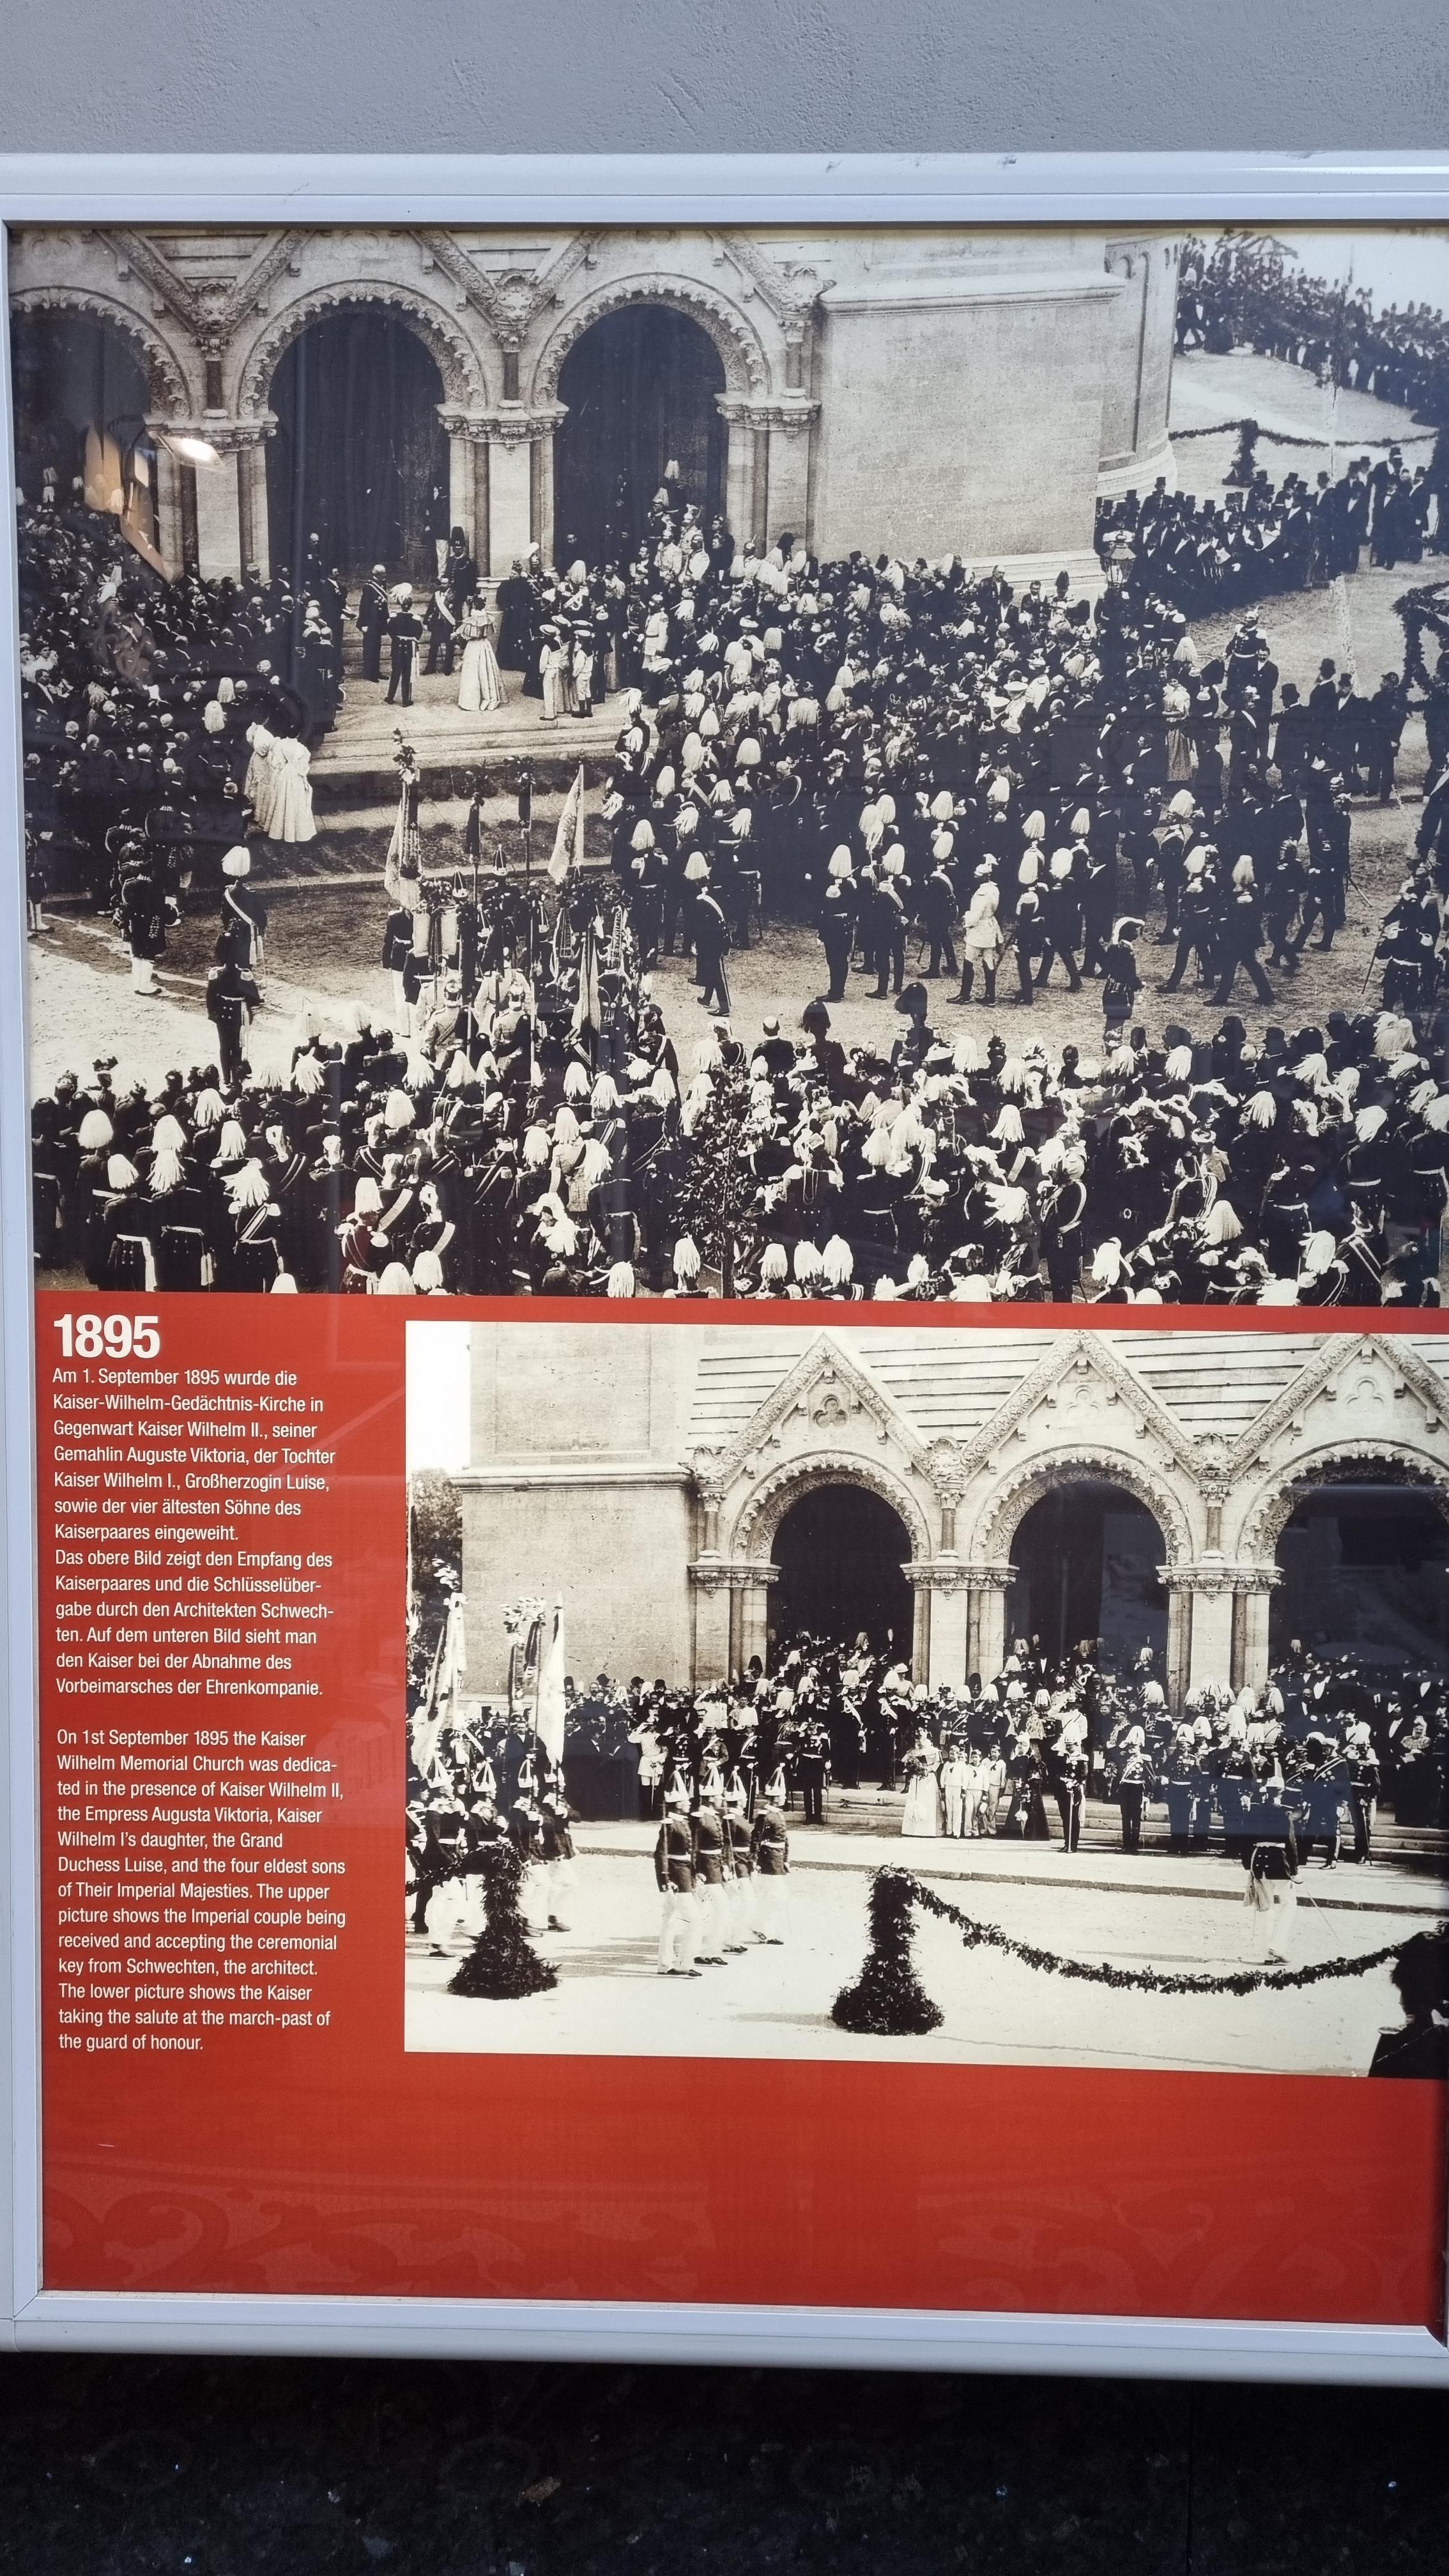 1895
Am 1. September 1895 wurde die
Kaiser-Wilhelm-Gedächtnis-Kirche in
Gegenwart Kaiser Wilhelm II., seiner
Gemahlin Auguste Viktoria, der Tochter
Kaiser Wilhelm I., Großherzogin Luise,
sowie der vier ältesten Söhne des
Kaiserpaares eingeweiht.
Das obere Bild zeigt den Empfang des
Kaiserpaares und die Schlüsselüber-
gabe durch den Architekten Schwech-
ten. Auf dem unteren Bild sieht man
den Kaiser bei der Abnahme des
Vorbeimarsches der Ehrenkompanie.
On 1st September 1895 the Kaiser
Wilhelm Memorial Church was dedica-
ted in the presence of Kaiser Wilhelm II,
the Empress Augusta Viktoria, Kaiser
Wilhelm I's daughter, the Grand
Duchess Luise, and the four eldest sons
of Their Imperial Majesties. The upper
picture shows the Imperial couple being
received and accepting the ceremonial
key from Schwechten, the architect.
The lower picture shows the Kaiser
taking the salute at the march-past of
the guard of honour.